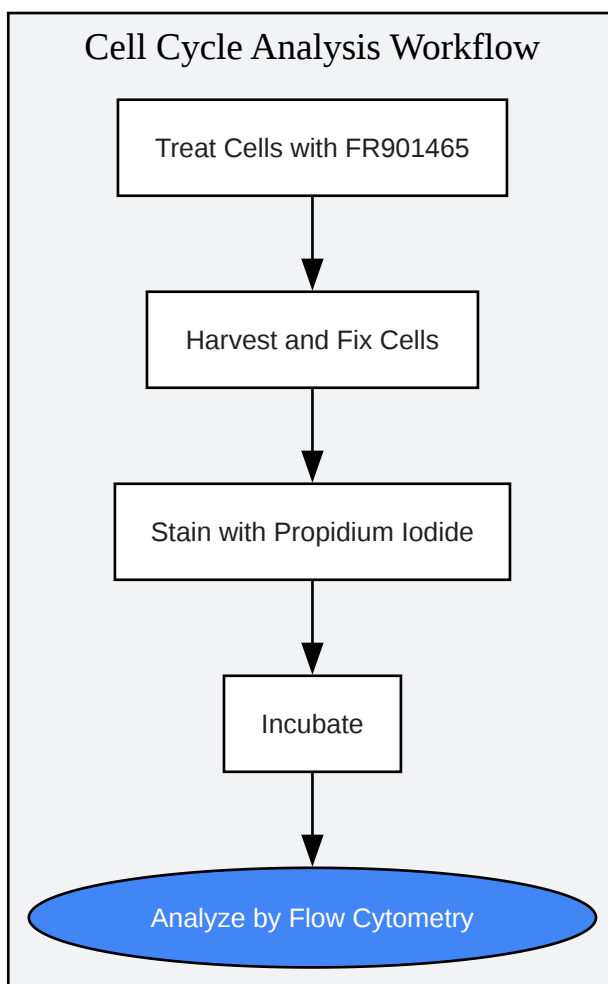 Cell Cycle Analysis Workflow
Treat Cells with FR901465
Harvest and Fix Cells
Stain with Propidium Iodide
Incubate
Analyze by Flow Cytometry